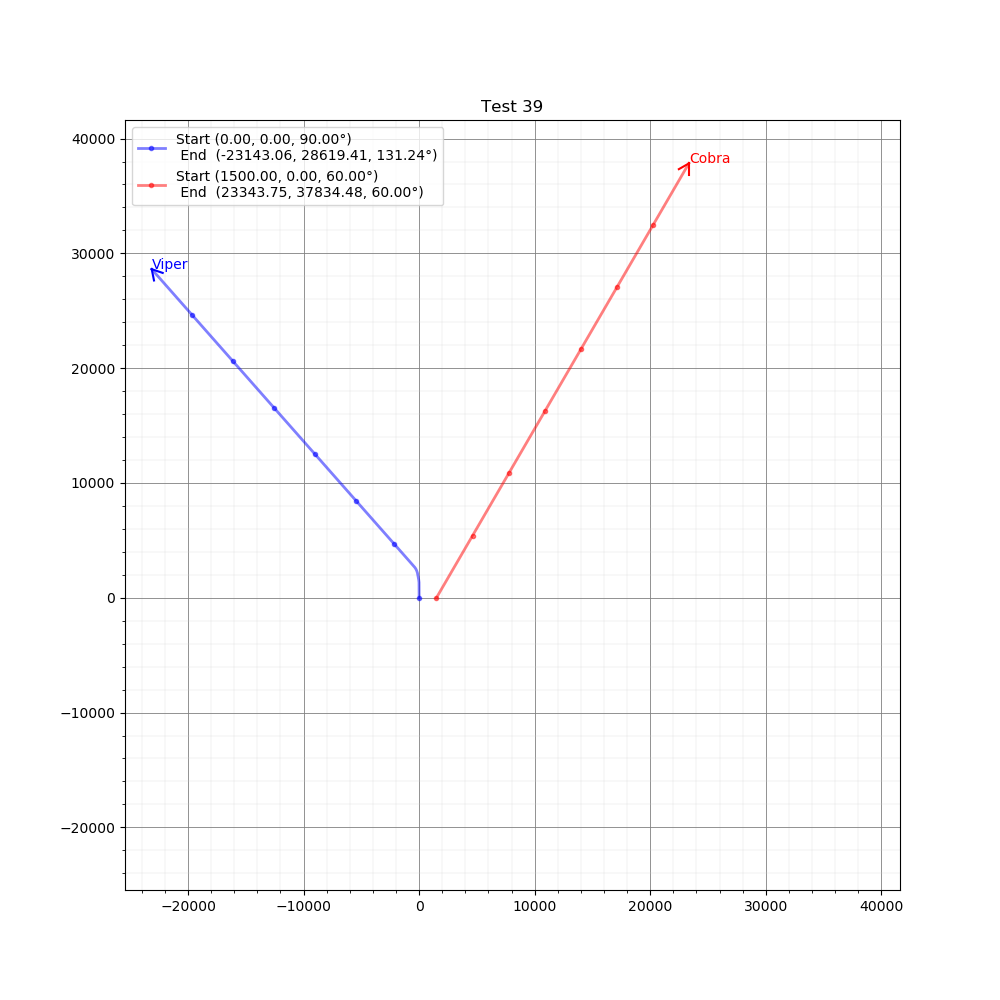 Test 39
Start (0.00, 0.00, 90.00°)
End (-23143.06, 28619.41, 131.24°)
Start (1500.00, 0.00, 60.00°)
End (23343.75, 37834.48, 60.00°)
Cobra
Viper
40000
30000
20000
10000
0
−10000
−20000
−20000 −10000 0 10000 20000 30000 40000